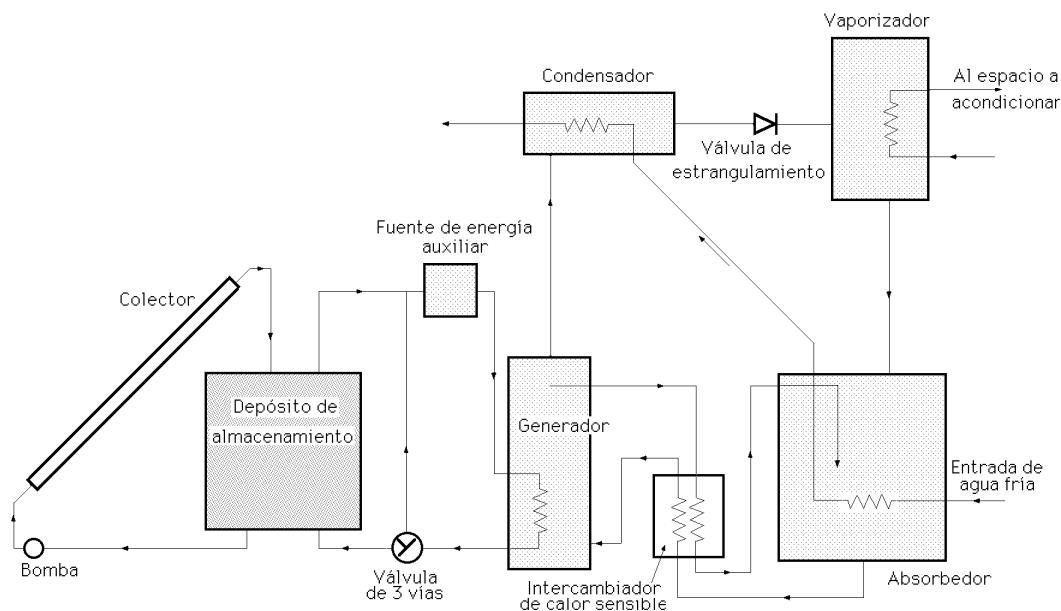 Vaporizador
Condensador
Al espacio a
acondicionar
Válvula de
estrangulamiento
Fuente de energía
auxiliar
Colector
Depósito de
almacenamiento
Generador
Entrada de
agua fría
Bomba
Válvula
de 3 vías
Intercambiador
de calor sensible
Absorbedor